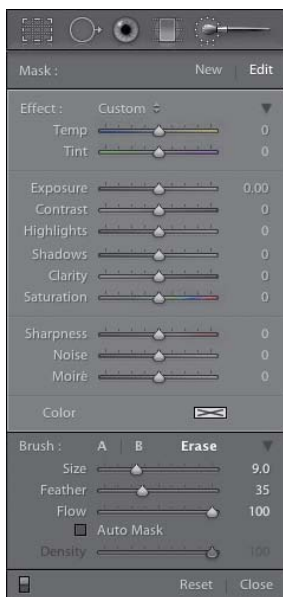 Mask : New Edit
Effect : Custom
Temp 0
Tint 0
Exposure 0.00
Contrast 0
Highlights 0
Shadows 0
Clarity 0
Saturation 0
Sharpness 0
Noise 0
Moirè 0
Color
Brush : A B Erase
Size 9.0
Feather 35
Flow 100
Auto Mask
Density 100
Reset Close